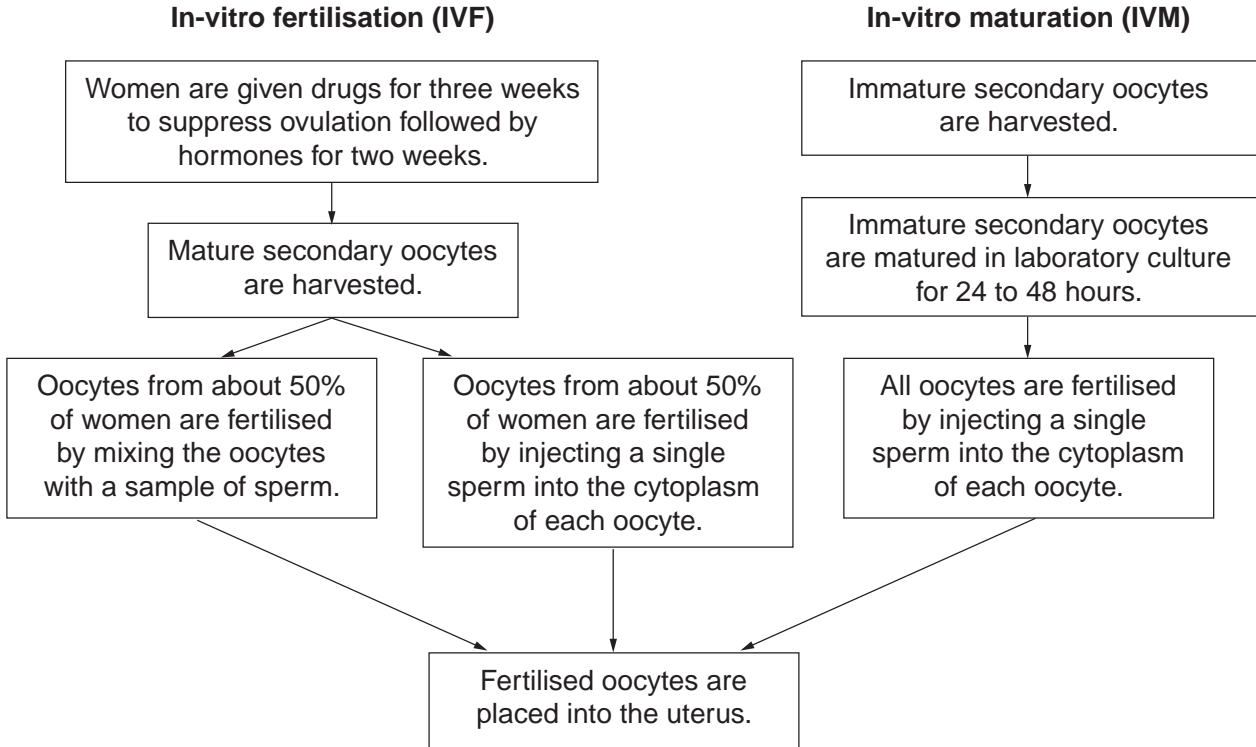 In-vitro fertilisation (IVF)
Women are given drugs for three weeks
to suppress ovulation followed by
hormones for two weeks.
Mature secondary oocytes
are harvested.
Oocytes from about 50%
of women are fertilised
by mixing the oocytes
with a sample of sperm.
Oocytes from about 50%
of women are fertilised
by injecting a single
sperm into the cytoplasm
of each oocyte.
In-vitro maturation (IVM)
Immature secondary oocytes
are harvested.
Immature secondary oocytes
are matured in laboratory culture
for 24 to 48 hours.
All oocytes are fertilised
by injecting a single
sperm into the cytoplasm
of each oocyte.
Fertilised oocytes are
placed into the uterus.